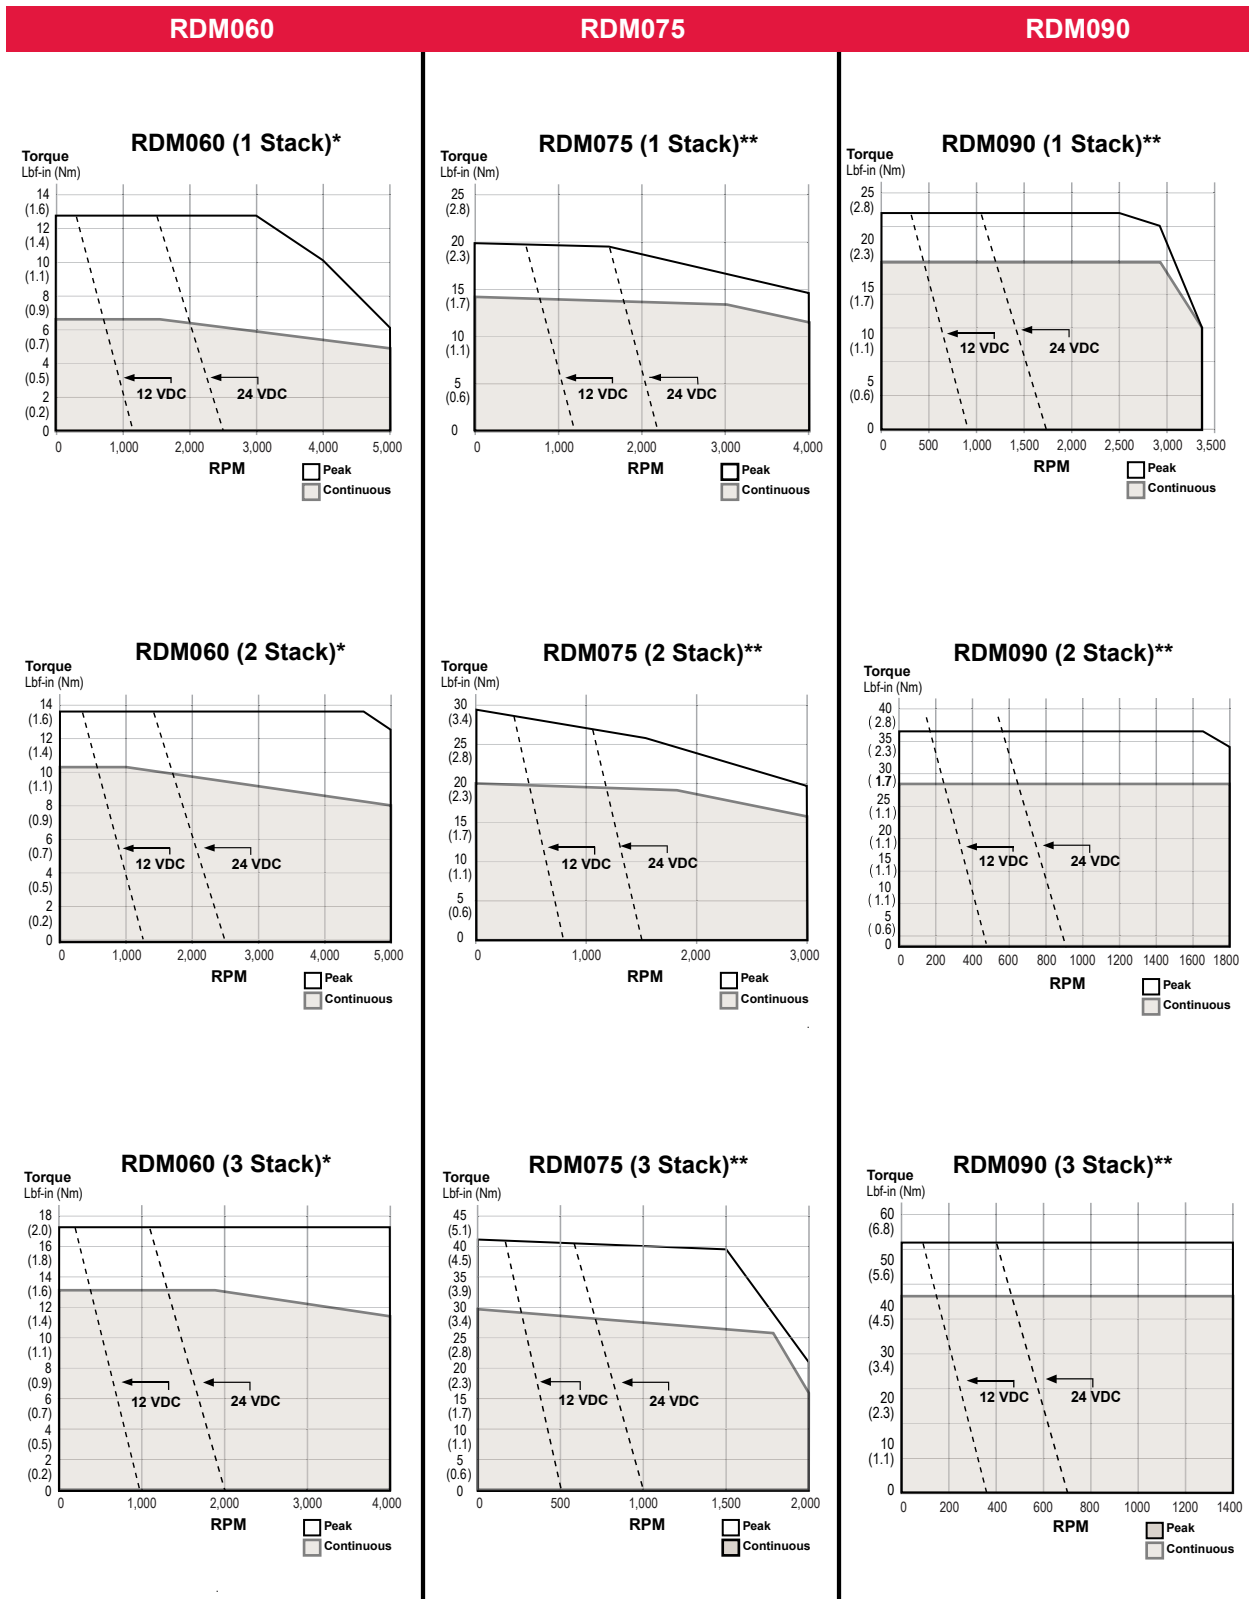 RDM060
RDM075
RDM090
RDM060 (1 Stack)*
Torque
Lbf-in (Nm)
14
(1.6)
12
(1.4)
10
(1.1)
8
(0.9)
6
(0.7)
4
(0.5)
2
(0.2)
0
12 VDC
24 VDC
0 1,000 2,000 3,000 4,000 5,000
RPM
Peak
Continuous
RDM075 (1 Stack)**
Torque
Lbf-in (Nm)
25
(2.8)
20
(2.3)
15
(1.7)
10
(1.1)
5
(0.6)
0
12 VDC
24 VDC
0 1,000 2,000 3,000 4,000
RPM
Peak
Continuous
RDM090 (1 Stack)**
Torque
Lbf-in (Nm)
25
(2.8)
20
(2.3)
15
(1.7)
10
(1.1)
5
(0.6)
0
12 VDC
24 VDC
0 500 1,000 1,500 2,000 2,500 3,000 3,500
RPM
Peak
Continuous
RDM060 (2 Stack)*
Torque
Lbf-in (Nm)
14
(1.6)
12
(1.4)
10
(1.1)
8
(0.9)
6
(0.7)
4
(0.5)
2
(0.2)
0
12 VDC
24 VDC
0 1,000 2,000 3,000 4,000 5,000
RPM
Peak
Continuous
RDM075 (2 Stack)**
Torque
Lbf-in (Nm)
30
(3.4)
25
(2.8)
20
(2.3)
15
(1.7)
10
(1.1)
5
(0.6)
0
12 VDC
24 VDC
0 1,000 2,000 3,000
RPM
Peak
Continuous
RDM090 (2 Stack)**
Torque
Lbf-in (Nm)
40
( 2.8)
35
( 2.3)
30
( 1.7)
25
( 1.1)
20
( 1.1)
15
( 1.1)
10
( 1.1)
5
( 0.6)
0
12 VDC
24 VDC
0 200 400 600 800 1000 1200 1400 1600 1800
RPM
Peak
Continuous
RDM060 (3 Stack)*
Torque
Lbf-in (Nm)
18
(2.0)
16
(1.8)
14
(1.6)
12
(1.4)
10
(1.1)
8
(0.9)
6
(0.7)
4
(0.5)
2
(0.2)
0
12 VDC
24 VDC
0 1,000 2,000 3,000 4,000
RPM
Peak
Continuous
RDM075 (3 Stack)**
Torque
Lbf-in (Nm)
45
(5.1)
40
(4.5)
35
(3.9)
30
(3.4)
25
(2.8)
20
(2.3)
15
(1.7)
10
(1.1)
5
(0.6)
0
12 VDC
24 VDC
0 500 1,000 1,500 2,000
RPM
Peak
Continuous
RDM090 (3 Stack)**
Torque
Lbf-in (Nm)
60
(6.8)
50
(5.6)
40
(4.5)
30
(3.4)
20
(2.3)
10
(1.1)
0
12 VDC
24 VDC
0 200 400 600 800 1000 1200 1400
RPM
Peak
Continuous